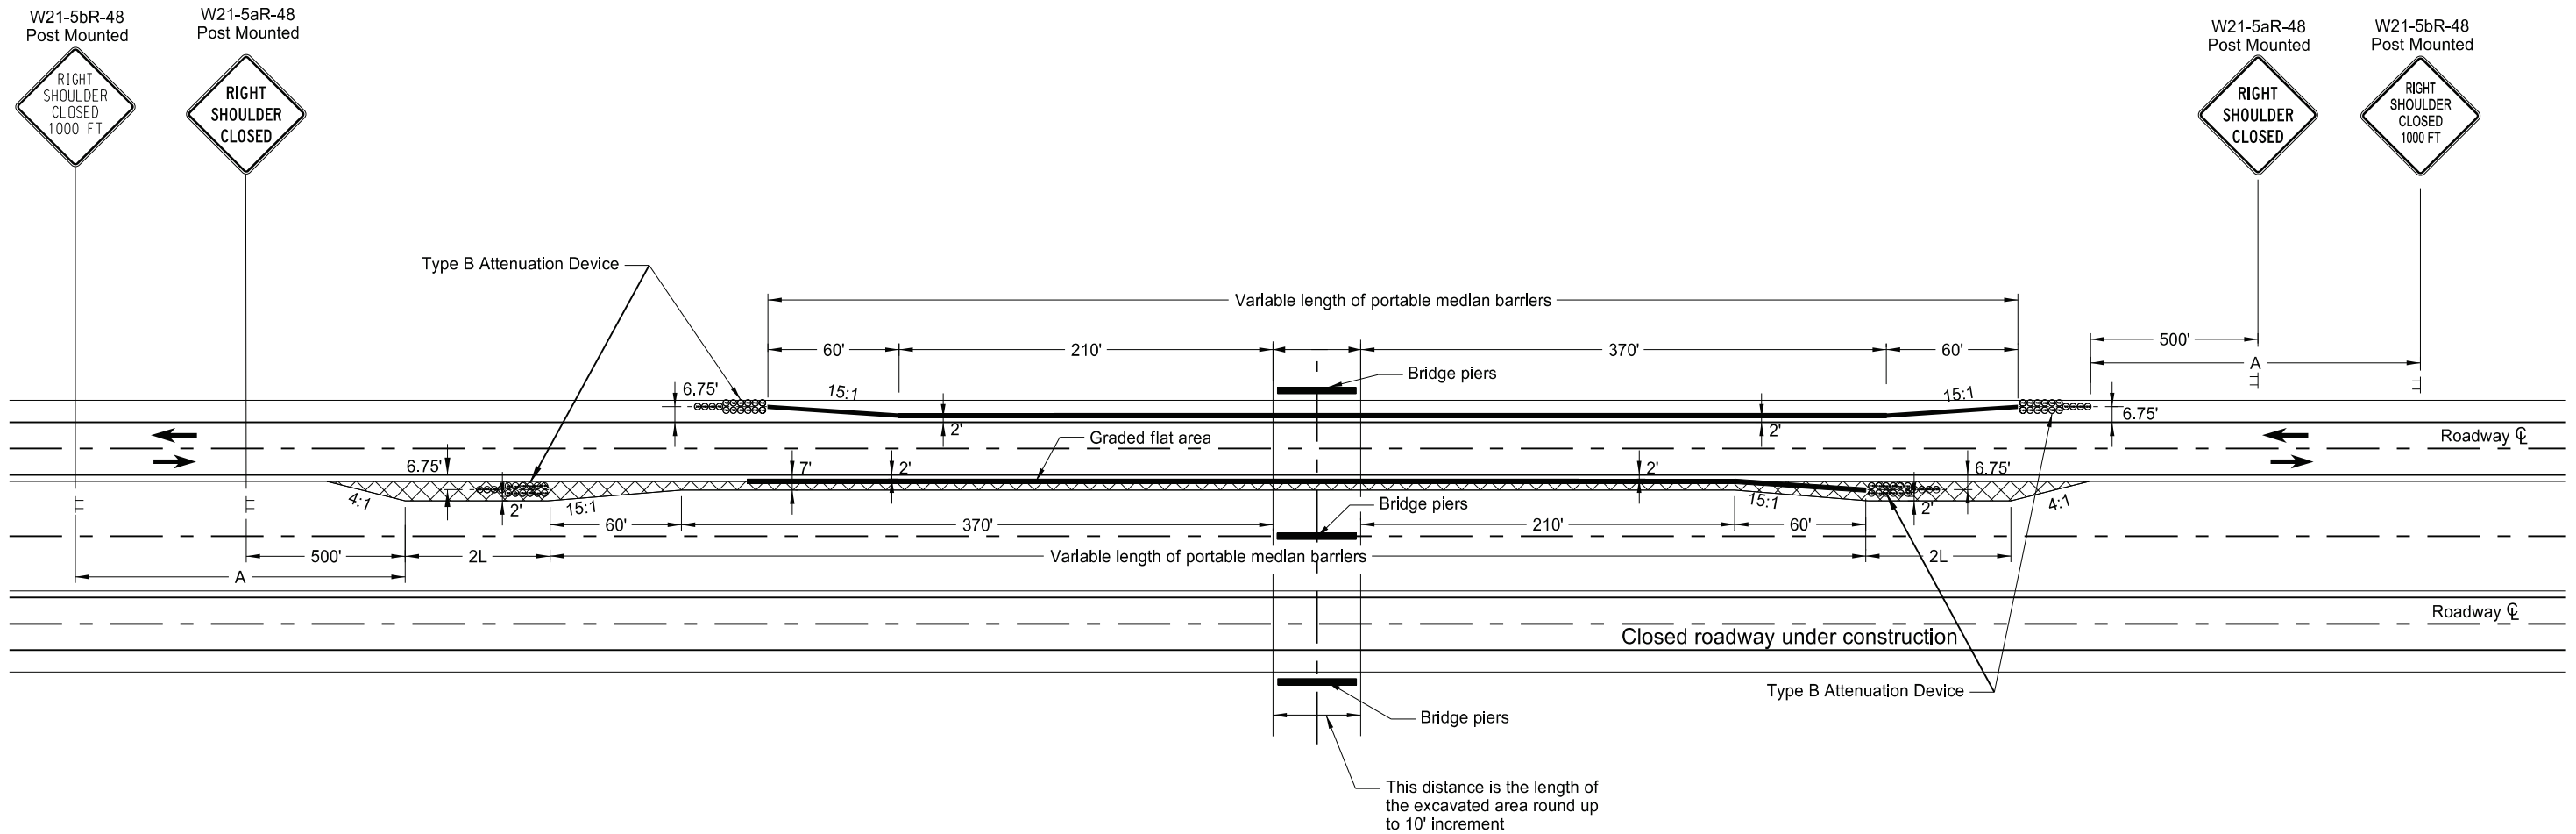 W21-5bR-48
Post Mounted
W21-5aR-48
Post Mounted
W21-5aR-48
Post Mounted
W21-5bR-48
Post Mounted
RIGHT
SHOULDER
CLOSED
1000 FT
RIGHT
SHOULDER
CLOSED
RIGHT
SHOULDER
CLOSED
RIGHT
SHOULDER
CLOSED
1000 FT
Type B Attenuation Device
Variable length of portable median barriers
500'
60'
210'
370'
60'
A
Bridge piers
6.75'
15:1
15:1
6.75'
2'
2'
Graded flat area
Roadway ℄
6.75'
7'
2'
2'
6.75'
4:1
2'
15:1
Bridge piers
15:1
2'
4:1
60'
370'
210'
60'
500'
2L
Variable length of portable median barriers
2L
A
Roadway ℄
Closed roadway under construction
Type B Attenuation Device
Bridge piers
This distance is the length of
the excavated area round up
to 10' increment